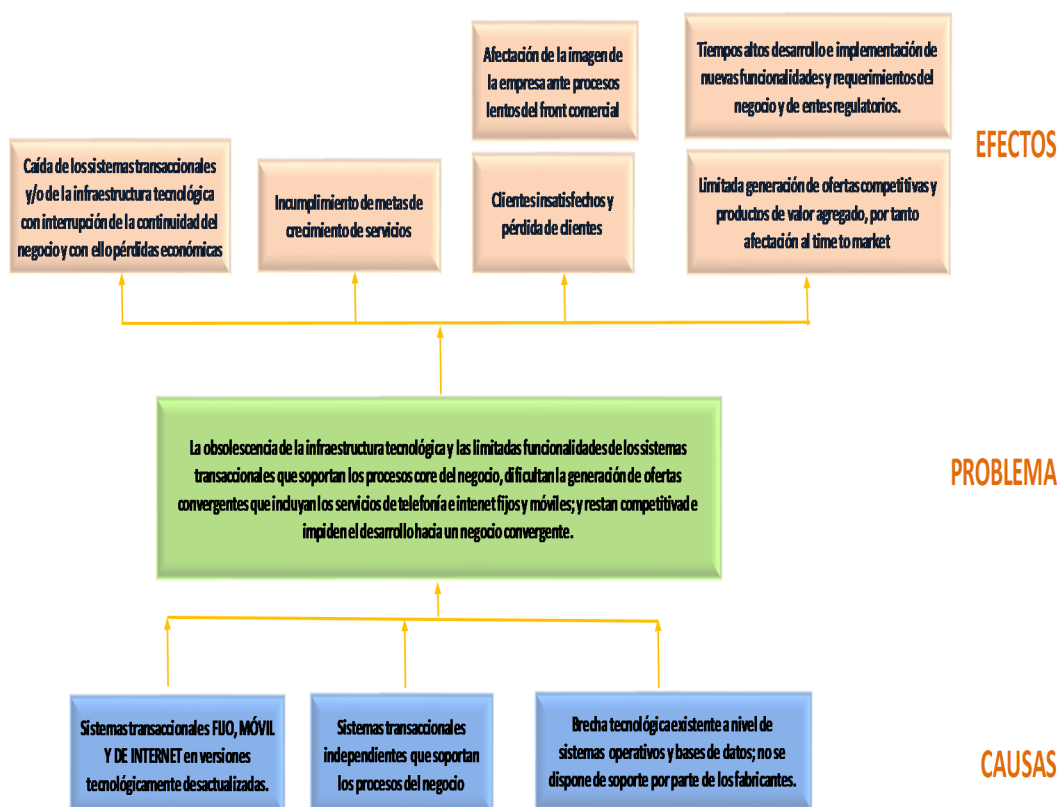 Afectación de la imagen de
la empresa ante procesos
lentos del front comercial
Tiempos altos desarrollo e implementación de
nuevas funcionalidades y requerimientos del
negocio y de entes regulatorios.
EFECTOS
Caída de los sistemas transaccionales
y/o de la infraestructura tecnológica
con interrupción de la continuidad del
negocio y con ello pérdidas económicas
Incumplimiento de metas de
crecimiento de servicios
Clientes insatisfechos y
pérdida de clientes
Limitada generación de ofertas competitivas y
productos de valor agregado, por tanto
afectación al time to market
La obsolescencia de la infraestructura tecnológica y las limitadas funcionalidades de los sistemas
transaccionales que soportan los procesos core del negocio, dificultan la generación de ofertas
convergentes que incluyan los servicios de telefonía e intenet fijos y móviles; y restan competitivad e
impiden el desarrollo hacia un negocio convergente.
PROBLEMA
Sistemas transaccionales FIJO, MÓVIL
Y DE INTERNET en versiones
tecnológicamente desactualizadas.
Sistemas transaccionales
independientes que soportan
los procesos del negocio
Brecha tecnológica existente a nivel de
sistemas operativos y bases de datos; no se
dispone de soporte por parte de los fabricantes.
CAUSAS